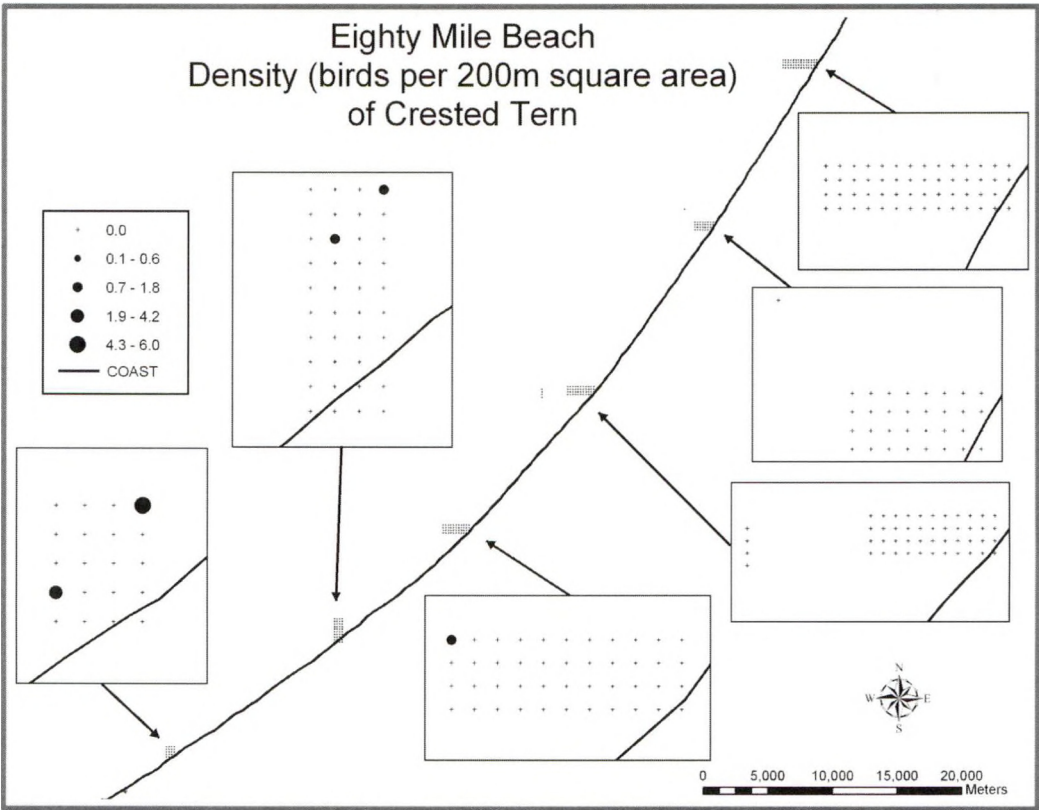 Eighty Mile Beach
Density (birds per 200m square area)
of Crested Tern
0.0
0.1 - 0.6
0.7 - 1.8
1.9 - 4.2
4.3 - 6.0
COAST
N
W E
S
0 5,000 10,000 15,000 20,000
Meters